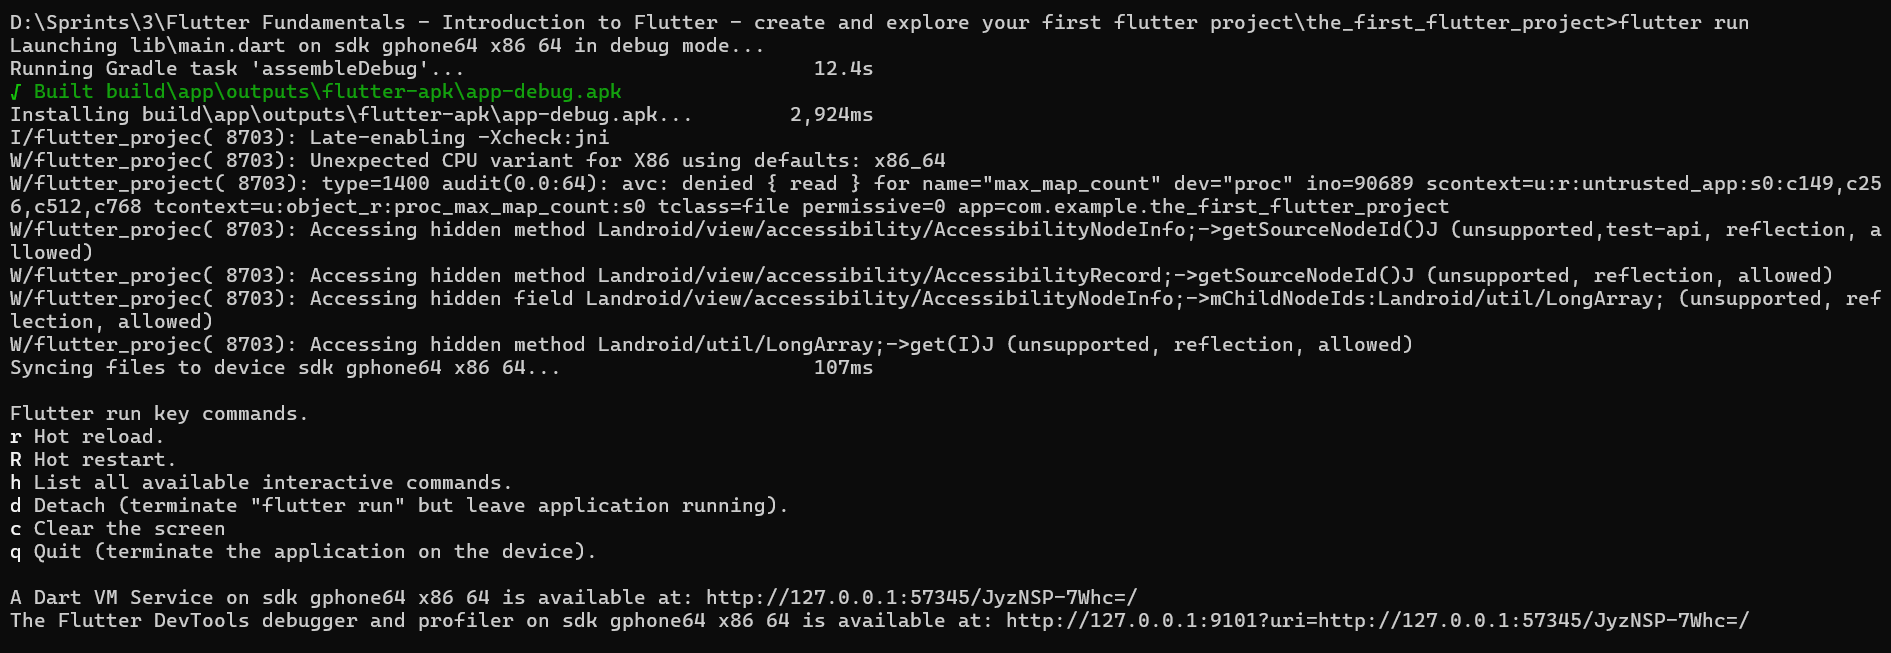 D:\Sprints\3\Flutter Fundamentals - Introduction to Flutter - create and explore your first flutter project\the_first_flutter_project>flutter run
Launching lib\main.dart on sdk gphone64 x86 64 in debug mode...
Running Gradle task 'assembleDebug'... 12.4s
√ Built build\app\outputs\flutter-apk\app-debug.apk
Installing build\app\outputs\flutter-apk\app-debug.apk... 2,924ms
I/flutter_projec( 8703): Late-enabling -Xcheck:jni
W/flutter_projec( 8703): Unexpected CPU variant for X86 using defaults: x86_64
W/flutter_project( 8703): type=1400 audit(0.0:64): avc: denied { read } for name="max_map_count" dev="proc" ino=90689 scontext=u:r:untrusted_app:s0:c149,c25
6,c512,c768 tcontext=u:object_r:proc_max_map_count:s0 tclass=file permissive=0 app=com.example.the_first_flutter_project
W/flutter_projec( 8703): Accessing hidden method Landroid/view/accessibility/AccessibilityNodeInfo;->getSourceNodeId()J (unsupported,test-api, reflection, a
llowed)
W/flutter_projec( 8703): Accessing hidden method Landroid/view/accessibility/AccessibilityRecord;->getSourceNodeId()J (unsupported, reflection, allowed)
W/flutter_projec( 8703): Accessing hidden field Landroid/view/accessibility/AccessibilityNodeInfo;->mChildNodeIds:Landroid/util/LongArray; (unsupported, ref
lection, allowed)
W/flutter_projec( 8703): Accessing hidden method Landroid/util/LongArray;->get(I)J (unsupported, reflection, allowed)
Syncing files to device sdk gphone64 x86 64... 107ms
Flutter run key commands.
r Hot reload.
R Hot restart.
h List all available interactive commands.
d Detach (terminate "flutter run" but leave application running).
c Clear the screen
q Quit (terminate the application on the device).
A Dart VM Service on sdk gphone64 x86 64 is available at: http://127.0.0.1:57345/JyzNSP-7Whc=/
The Flutter DevTools debugger and profiler on sdk gphone64 x86 64 is available at: http://127.0.0.1:9101?uri=http://127.0.0.1:57345/JyzNSP-7Whc=/